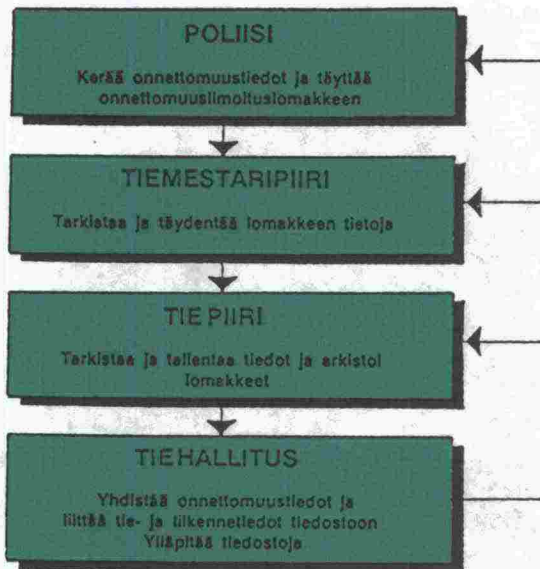 POLIISI
Kerää onnettomuustiedot ja täyttää
onnettomuusilmoituslomakkeen
TIEMESTARIPIIRI
Tarkistaa ja täydentää lomakkeen tietoja
TIEPIIRI
Tarkistaa ja tallentaa tiedot ja arkistoi
lomakkeet
TIEHALLITUS
Yhdistää onnettomuustiedot ja
liittää tie- ja liikennetiedot tiedostoon
Ylläpitää tiedostoja